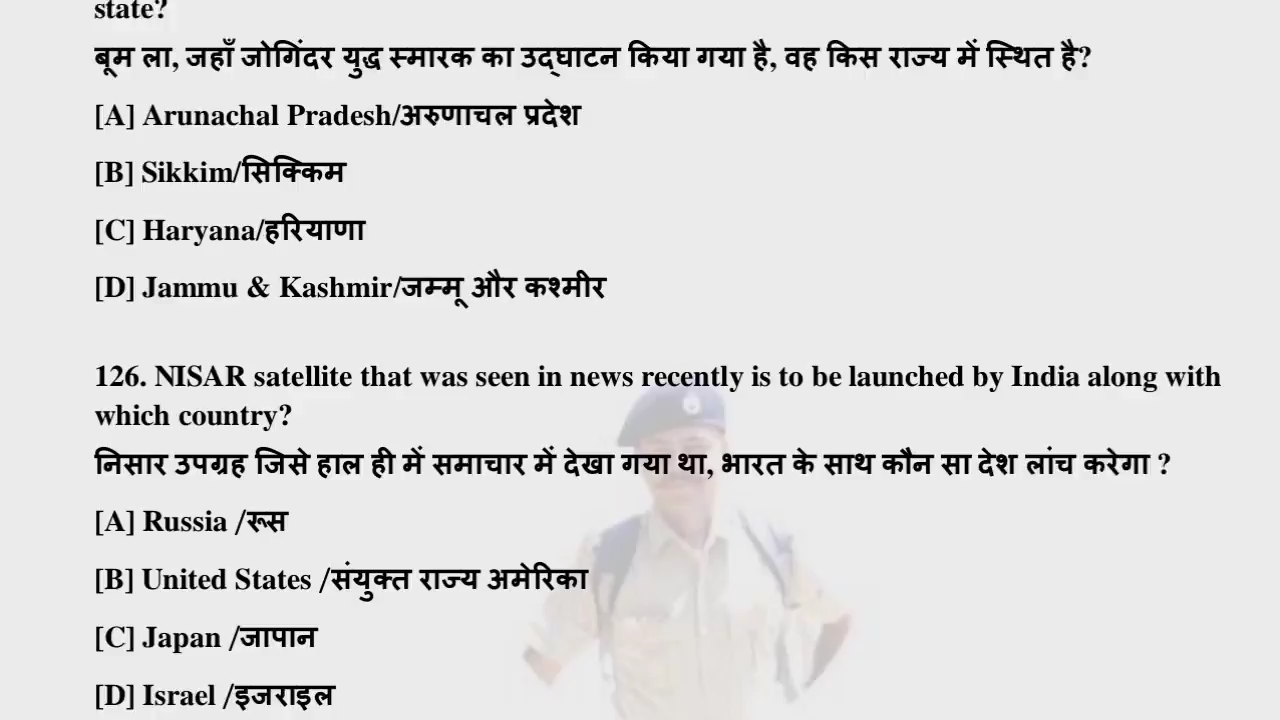 state?
बूम ला, जहाँ जोगिंदर युद्ध स्मारक का उद्घाटन किया गया है, वह किस राज्य में स्थित है?
[A] Arunachal Pradesh/अरुणाचल प्रदेश
[B] Sikkim/सिक्किम
[C] Haryana/हरियाणा
[D] Jammu & Kashmir/जम्मू और कश्मीर
126. NISAR satellite that was seen in news recently is to be launched by India along with
which country?
निसार उपग्रह जिसे हाल ही में समाचार में देखा गया था, भारत के साथ कौन सा देश लांच करेगा ?
[A] Russia /रूस
[B] United States /संयुक्त राज्य अमेरिका
[C] Japan /जापान
[D] Israel /इजराइल